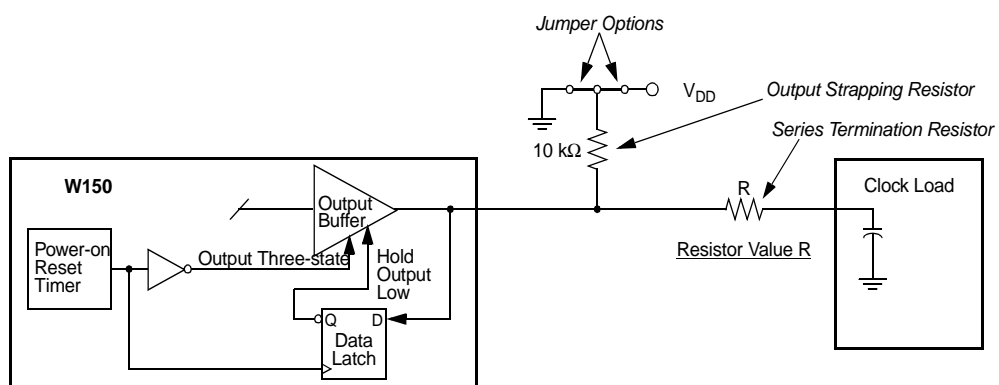 Jumper Options
VDD
Output Strapping Resistor
Series Termination Resistor
10 kΩ
W150
Output
Buffer
R
Clock Load
Power-on
Reset
Timer
Output Three-state
Hold
Output
Low
Resistor Value R
Q D
Data
Latch